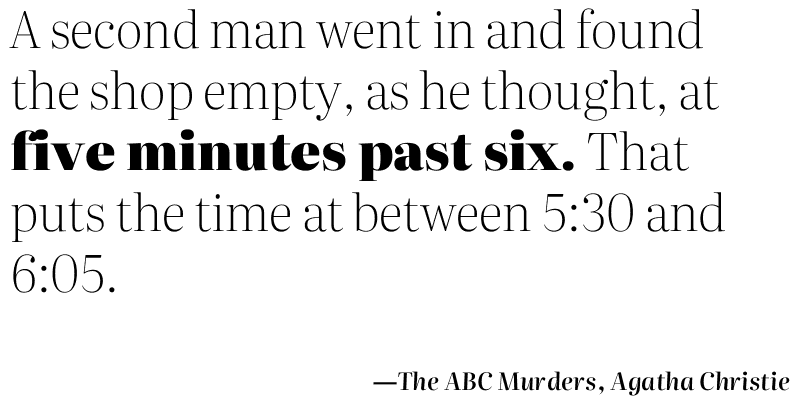 A second man went in and found
the shop empty, as he thought, at
five minutes past six. That
puts the time at between 5:30 and
6:05.
—The ABC Murders, Agatha Christie